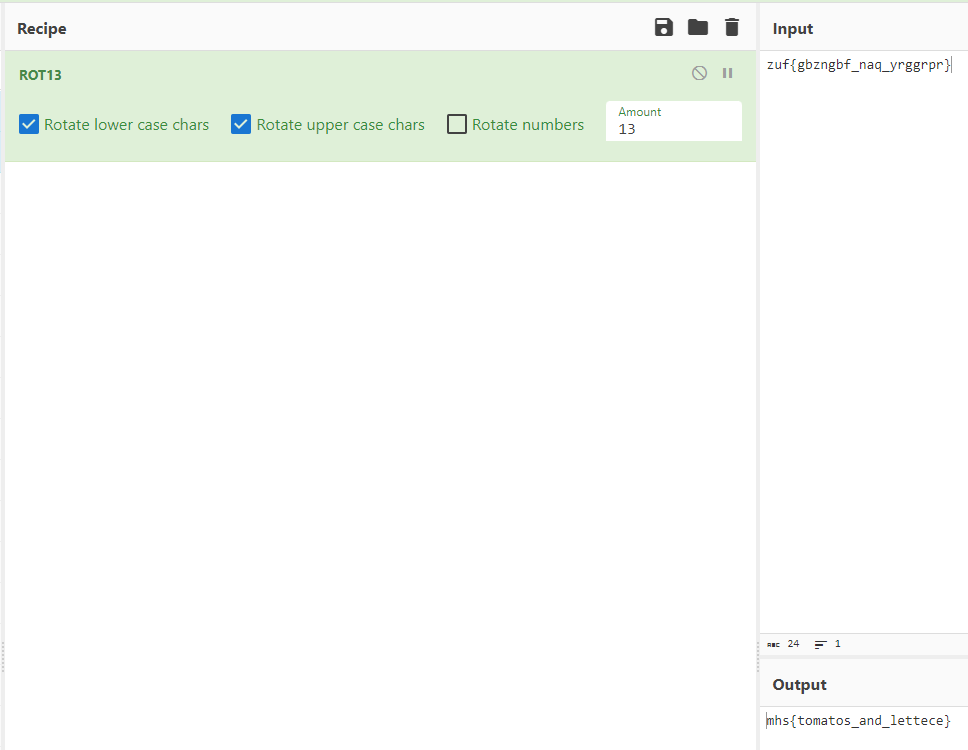 Recipe
ROT13
Rotate lower case chars
Rotate upper case chars
Rotate numbers
Amount
13
Input
zuf{gbzngbf_naq_yrggrpr}
ABC 24 1
Output
mhs{tomatos_and_lettece}